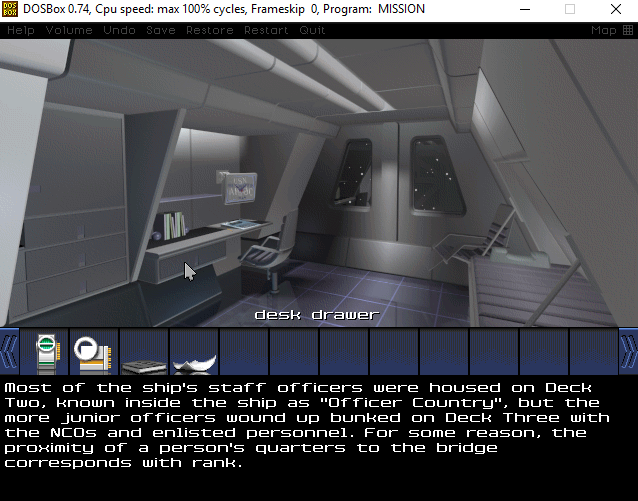 DOSBox 0.74, Cpu speed: max 100% cycles, Frameskip 0, Program: MISSION
Help Volume Undo Save Restore Restart Quit Map
desk drawer
Most of the ship's staff officers were housed on Deck
Two, known inside the ship as "Officer Country", but the
more junior officers wound up bunked on Deck Three with
the NCOs and enlisted personnel. For some reason, the
proximity of a person's quarters to the bridge
corresponds with rank.